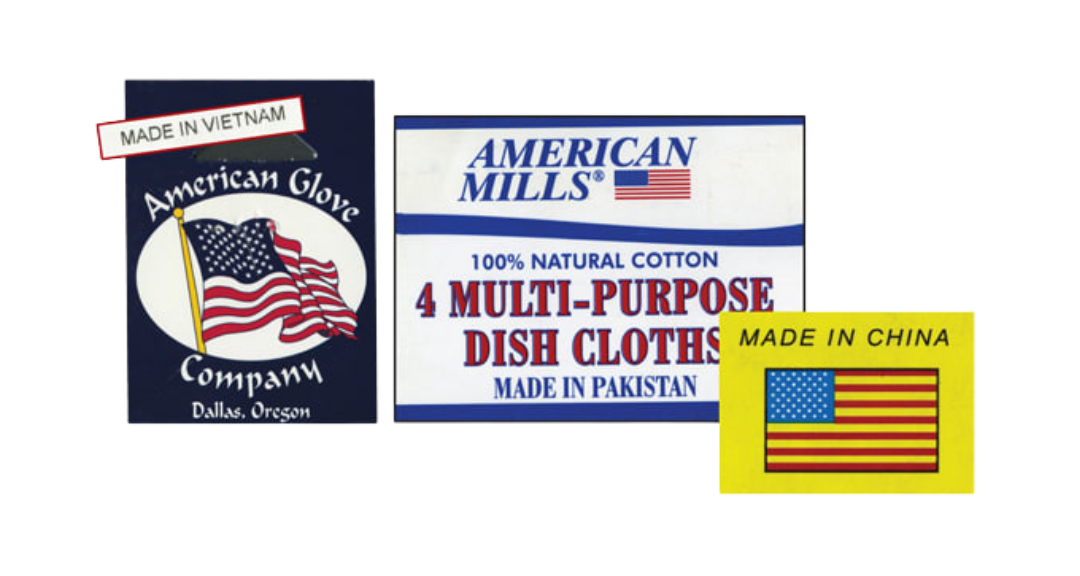 MADE IN VIETNAM
American Glove
Company
Dallas, Oregon
AMERICAN
MILLS®
100% NATURAL COTTON
4 MULTI-PURPOSE
DISH CLOTHS
MADE IN PAKISTAN
MADE IN CHINA